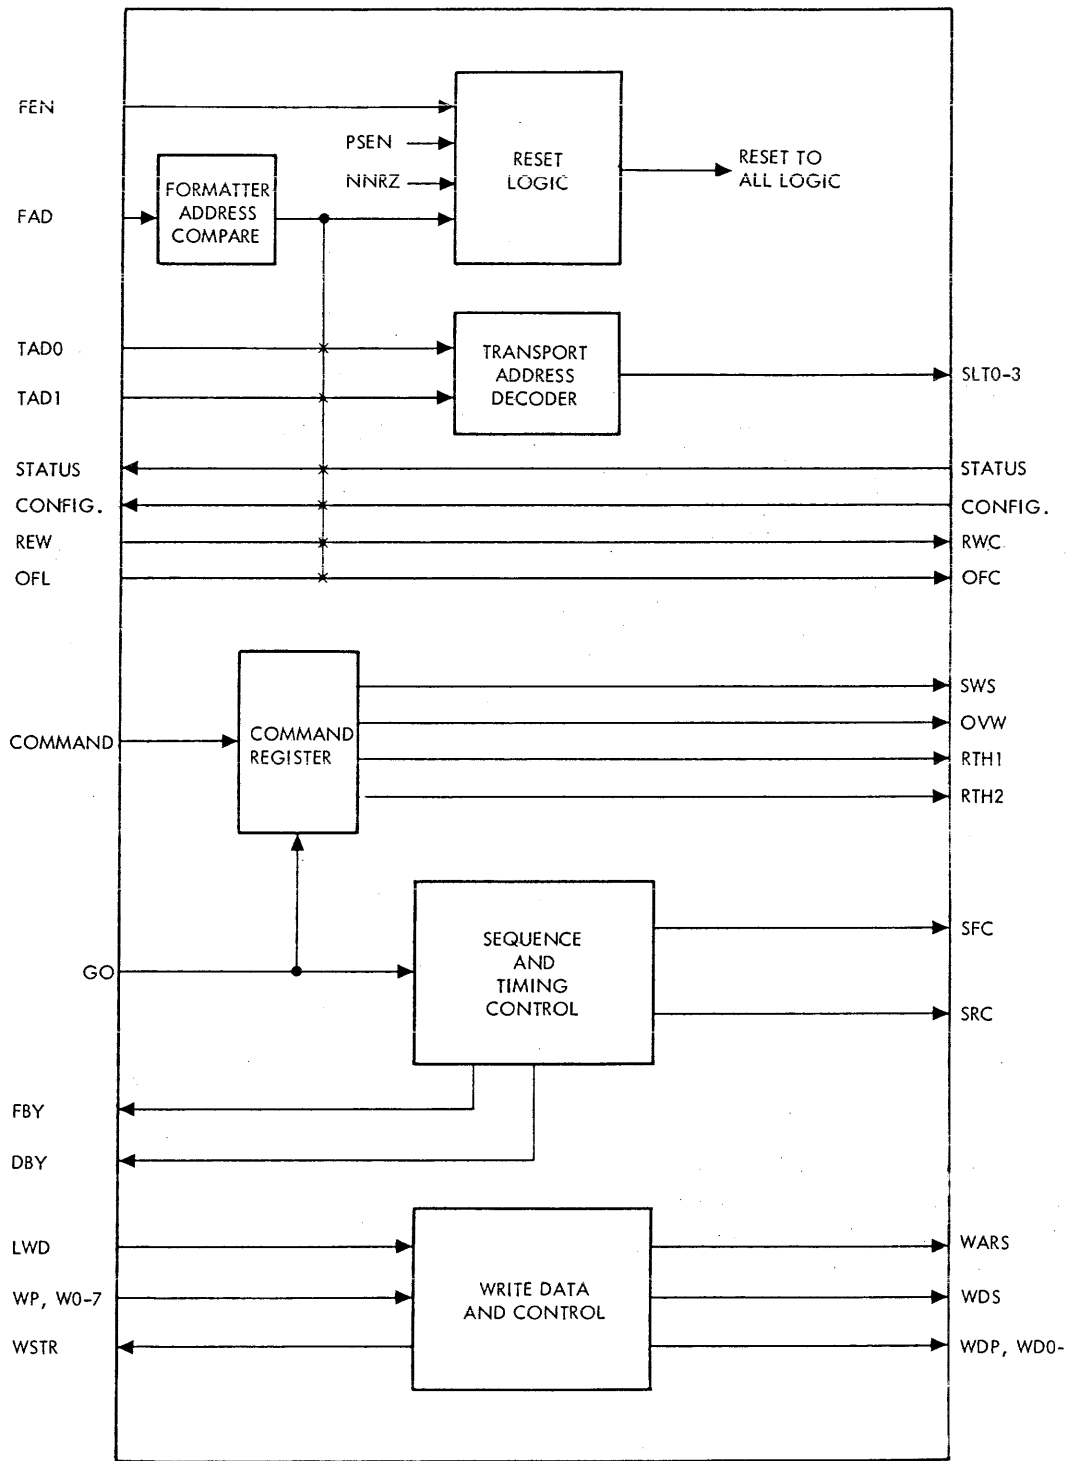 FEN
PSEN
NNRZ
RESET
LOGIC
RESET TO
ALL LOGIC
FAD
FORMATTER
ADDRESS
COMPARE
TAD0
TAD1
TRANSPORT
ADDRESS
DECODER
SLT0-3
STATUS
STATUS
CONFIG.
CONFIG.
REW
RWC
OFL
OFC
COMMAND
COMMAND
REGISTER
SWS
OVW
RTH1
RTH2
GO
SEQUENCE
AND
TIMING
CONTROL
SFC
SRC
FBY
DBY
LWD
WP, W0-7
WSTR
WRITE DATA
AND CONTROL
WARS
WDS
WDP, WD0-